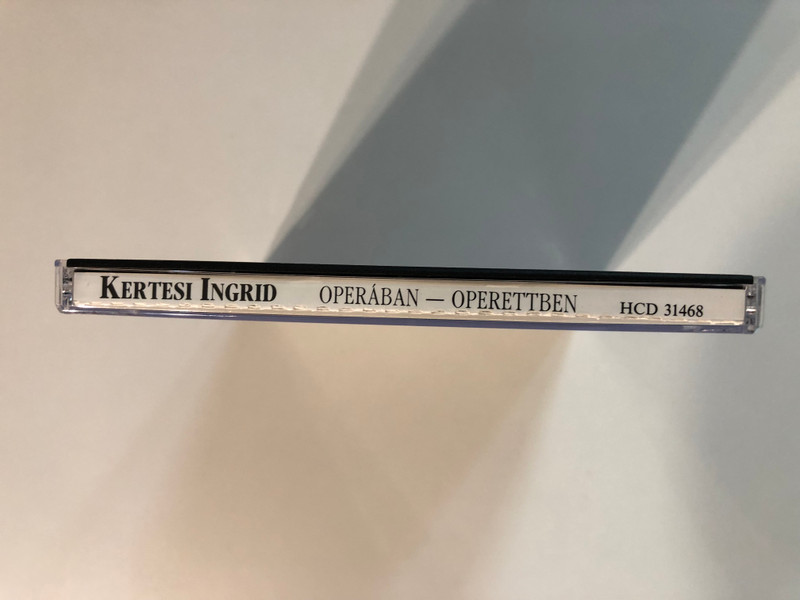 KERTESI INGRID OPERÁBAN — OPERETTBEN HCD 31468